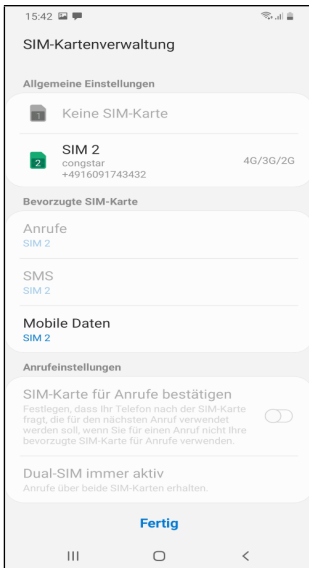 15:42
SIM-Kartenverwaltung
Allgemeine Einstellungen
1
Keine SIM-Karte
2
SIM 2
congstar
+4916091743432
4G/3G/2G
Bevorzugte SIM-Karte
Anrufe
SIM 2
SMS
SIM 2
Mobile Daten
SIM 2
Anrufeinstellungen
SIM-Karte für Anrufe bestätigen
Festlegen, dass Ihr Telefon nach der SIM-Karte
fragt, die für den nächsten Anruf verwendet
werden soll, wenn Sie für einen Anruf nicht Ihre
bevorzugte SIM-Karte für Anrufe verwenden.
Dual-SIM immer aktiv
Anrufe über beide SIM-Karten erhalten.
Fertig